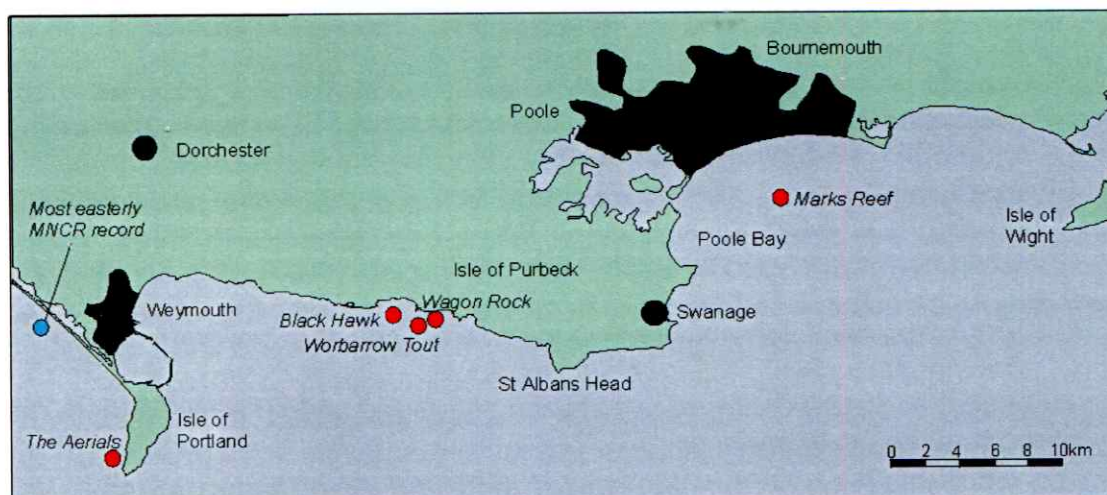 Bournemouth
Poole
Dorchester
Marks Reef
Most easterly
MNCR record
Isle of
Wight
Poole Bay
Isle of Purbeck
Wagon Rock
Weymouth
Black Hawk
Swanage
Worbarrow Tout
St Albans Head
Isle of
Portland
The Aerials
0 2 4 6 8 10km